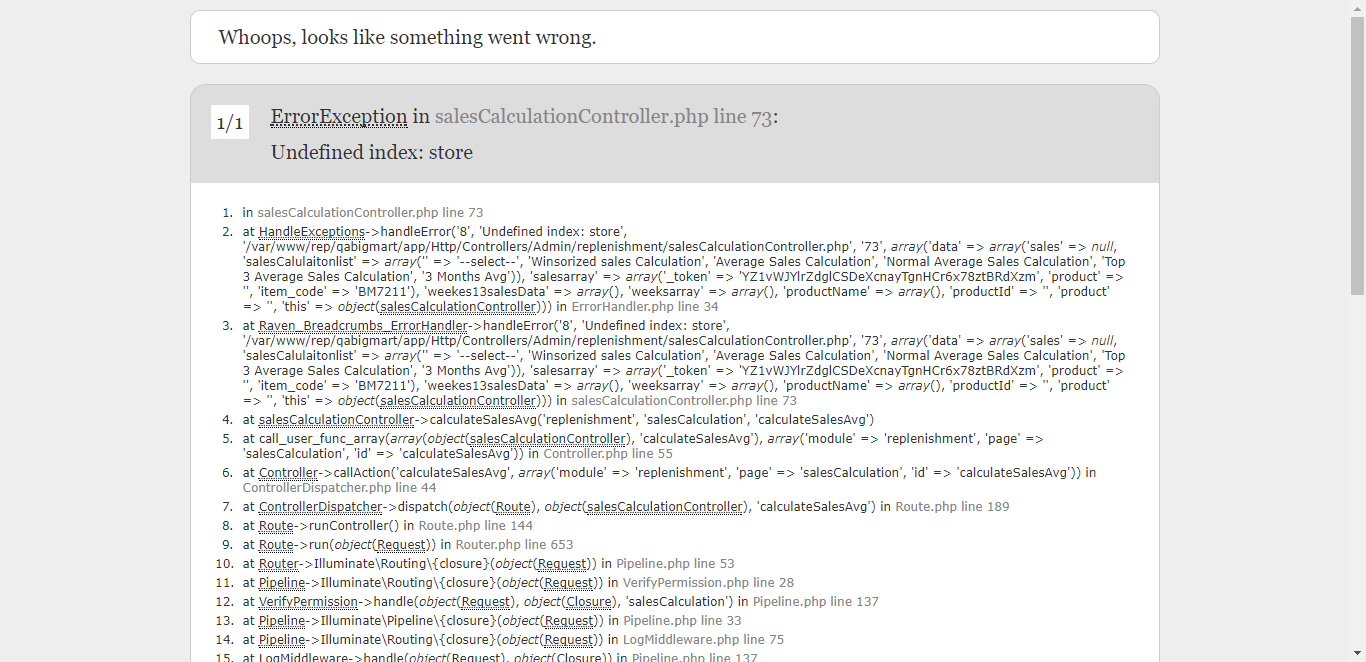 Whoops, looks like something went wrong.
1/1
ErrorException in salesCalculationController.php line 73:
Undefined index: store
1. in salesCalculationController.php line 73
2. at HandleExceptions->handleError('8', 'Undefined index: store',
'/var/www/rep/qabigmart/app/Http/Controllers/Admin/replenishment/salesCalculationController.php', '73', array('data' => array('sales' => null,
'salesCalulaitonlist' => array('' => '--select--', 'Winsorized sales Calculation', 'Average Sales Calculation', 'Normal Average Sales Calculation', 'Top
3 Average Sales Calculation', '3 Months Avg')), 'salesarray' => array('_token' => 'YZ1vWJYlrZdglCSDeXcnayTgnHCr6x78ztBRdXzm', 'product' =>
'', 'item_code' => 'BM7211'), 'weekes13salesData' => array(), 'weeksarray' => array(), 'productName' => array(), 'productId' => '', 'product'
=> '', 'this' => object(salesCalculationController))) in ErrorHandler.php line 34
3. at Raven_Breadcrumbs_ErrorHandler->handleError('8', 'Undefined index: store',
'/var/www/rep/qabigmart/app/Http/Controllers/Admin/replenishment/salesCalculationController.php', '73', array('data' => array('sales' => null,
'salesCalulaitonlist' => array('' => '--select--', 'Winsorized sales Calculation', 'Average Sales Calculation', 'Normal Average Sales Calculation', 'Top
3 Average Sales Calculation', '3 Months Avg')), 'salesarray' => array('_token' => 'YZ1vWJYlrZdglCSDeXcnayTgnHCr6x78ztBRdXzm', 'product' =>
'', 'item_code' => 'BM7211'), 'weekes13salesData' => array(), 'weeksarray' => array(), 'productName' => array(), 'productId' => '', 'product'
=> '', 'this' => object(salesCalculationController))) in salesCalculationController.php line 73
4. at salesCalculationController->calculateSalesAvg('replenishment', 'salesCalculation', 'calculateSalesAvg')
5. at call_user_func_array(array(object(salesCalculationController), 'calculateSalesAvg'), array('module' => 'replenishment', 'page' =>
'salesCalculation', 'id' => 'calculateSalesAvg')) in Controller.php line 55
6. at Controller->callAction('calculateSalesAvg', array('module' => 'replenishment', 'page' => 'salesCalculation', 'id' => 'calculateSalesAvg')) in
ControllerDispatcher.php line 44
7. at ControllerDispatcher->dispatch(object(Route), object(salesCalculationController), 'calculateSalesAvg') in Route.php line 189
8. at Route->runController() in Route.php line 144
9. at Route->run(object(Request)) in Router.php line 653
10. at Router->Illuminate\Routing\{closure}(object(Request)) in Pipeline.php line 53
11. at Pipeline->Illuminate\Routing\{closure}(object(Request)) in VerifyPermission.php line 28
12. at VerifyPermission->handle(object(Request), object(Closure), 'salesCalculation') in Pipeline.php line 137
13. at Pipeline->Illuminate\Pipeline\{closure}(object(Request)) in Pipeline.php line 33
14. at Pipeline->Illuminate\Routing\{closure}(object(Request)) in LogMiddleware.php line 75
15. at LogMiddleware->handle(object(Request), object(Closure)) in Pipeline.php line 137